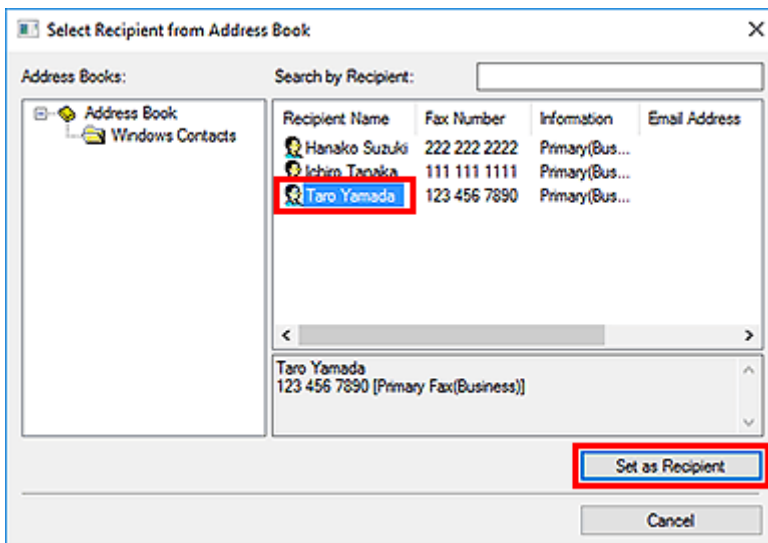 Select Recipient from Address Book
Address Books:
Search by Recipient:
Address Book
Windows Contacts
Recipient Name Fax Number Information Email Address
Hanako Suzuki 222 222 2222 Primary(Bus...
Ichiro Tanaka 111 111 1111 Primary(Bus...
Taro Yamada 123 456 7890 Primary(Bus...
Taro Yamada
123 456 7890 [Primary Fax(Business)]
Set as Recipient
Cancel